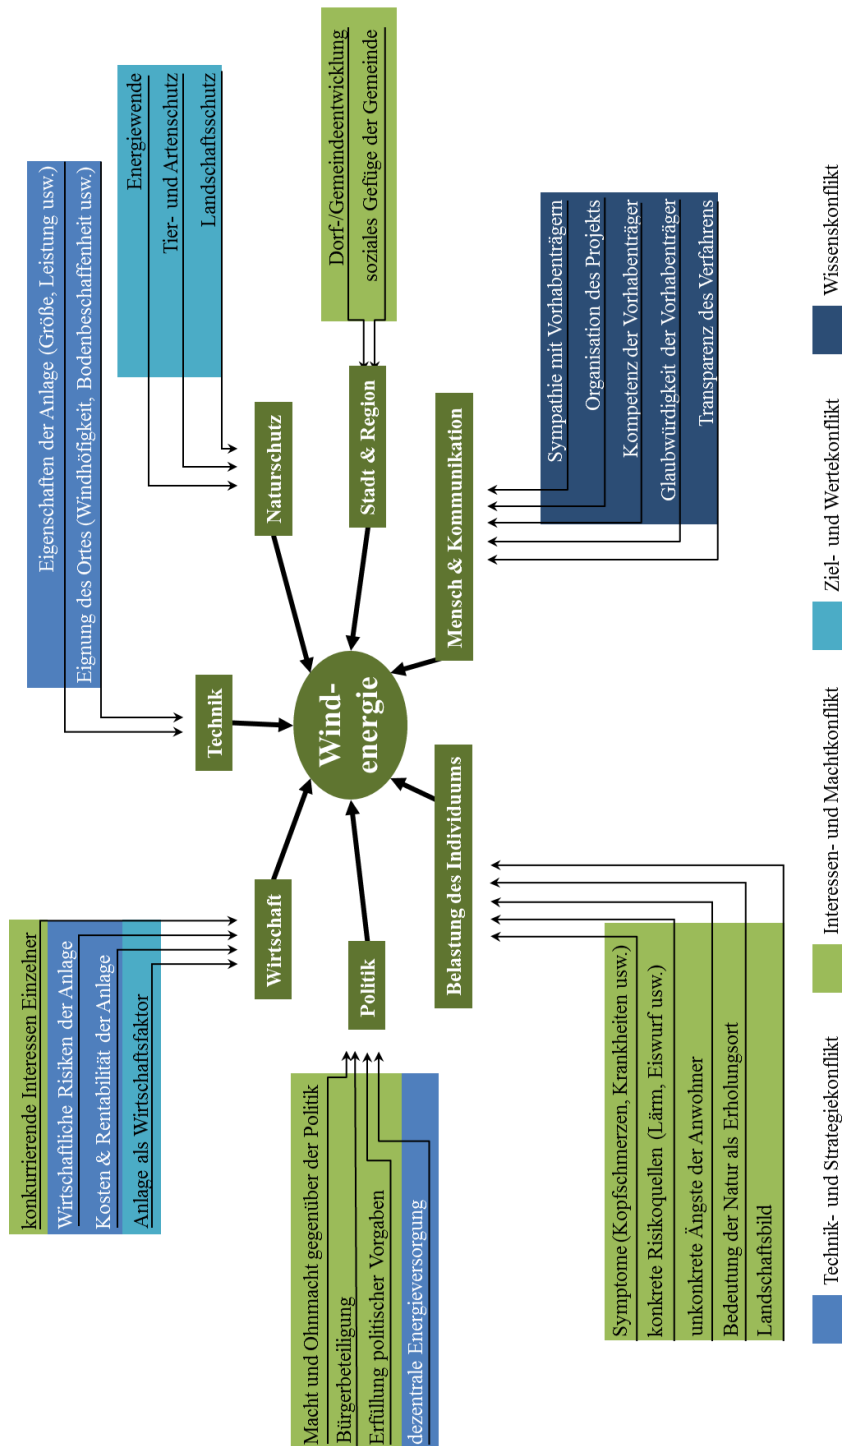 konkurrierende Interessen Einzelner
Wirtschaftliche Risiken der Anlage
Kosten & Rentabilität der Anlage
Anlage als Wirtschaftsfaktor
Eigenschaften der Anlage (Größe, Leistung usw.)
Eignung des Ortes (Windhöfigkeit, Bodenbeschaffenheit usw.)
Energiewende
Tier- und Artenschutz
Landschaftsschutz
Technik
Wirtschaft
Naturschutz
Macht und Ohnmacht gegenüber der Politik
Bürgerbeteiligung
Erfüllung politischer Vorgaben
dezentrale Energieversorgung
Politik
Wind-
energie
Stadt & Region
Dorf-/Gemeindeentwicklung
soziales Gefüge der Gemeinde
Belastung des Individuums
Mensch & Kommunikation
Symptome (Kopfschmerzen, Krankheiten usw.)
konkrete Risikoquellen (Lärm, Eiswurf usw.)
unkonkrete Ängste der Anwohner
Bedeutung der Natur als Erholungsort
Landschaftsbild
Sympathie mit Vorhabenträgern
Organisation des Projekts
Kompetenz der Vorhabenträger
Glaubwürdigkeit der Vorhabenträger
Transparenz des Verfahrens
Technik- und Strategiekonflikt
Interessen- und Machtkonflikt
Ziel- und Wertekonflikt
Wissenskonflikt